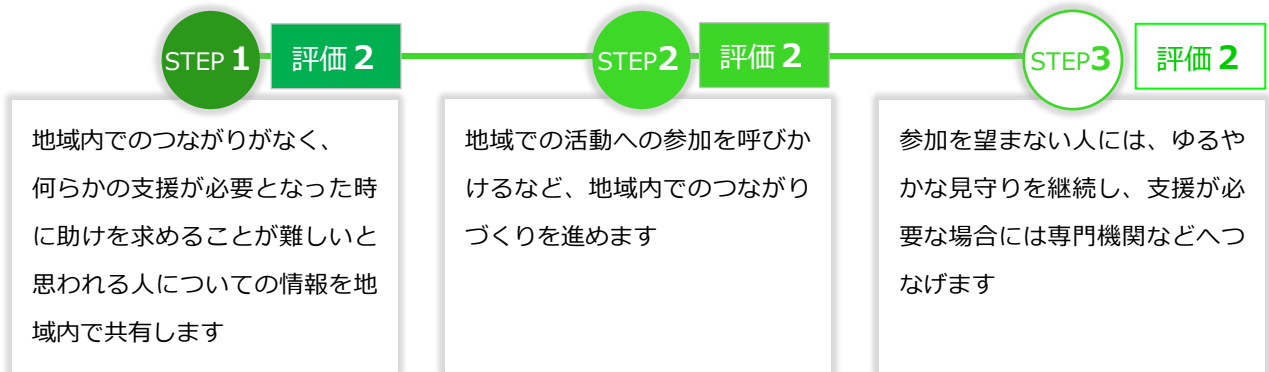 STEP 1 評価 2
地域内でのつながりがなく、
何らかの支援が必要となった時
に助けを求めることが難しいと
思われる人についての情報を地
域内で共有します
STEP2 評価 2
地域での活動への参加を呼びか
けるなど、地域内でのつながり
づくりを進めます
STEP3 評価 2
参加を望まない人には、ゆるや
かな見守りを継続し、支援が必
要な場合には専門機関などへつ
なげます